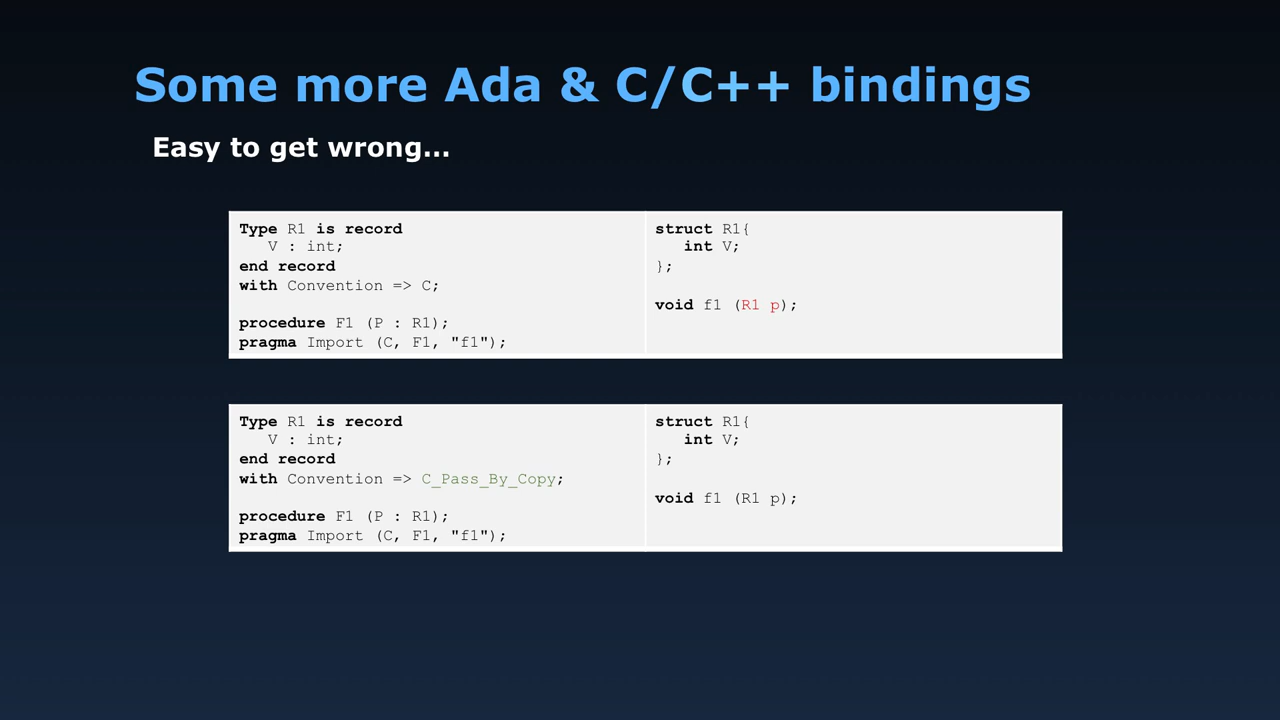 Some more Ada & C/C++ bindings
Easy to get wrong…
Type R1 is record
V : int;
end record
with Convention => C;
procedure F1 (P : R1);
pragma Import (C, F1, "f1");
struct R1{
int V;
};
void f1 (R1 p);
Type R1 is record
V : int;
end record
with Convention => C_Pass_By_Copy;
procedure F1 (P : R1);
pragma Import (C, F1, "f1");
struct R1{
int V;
};
void f1 (R1 p);